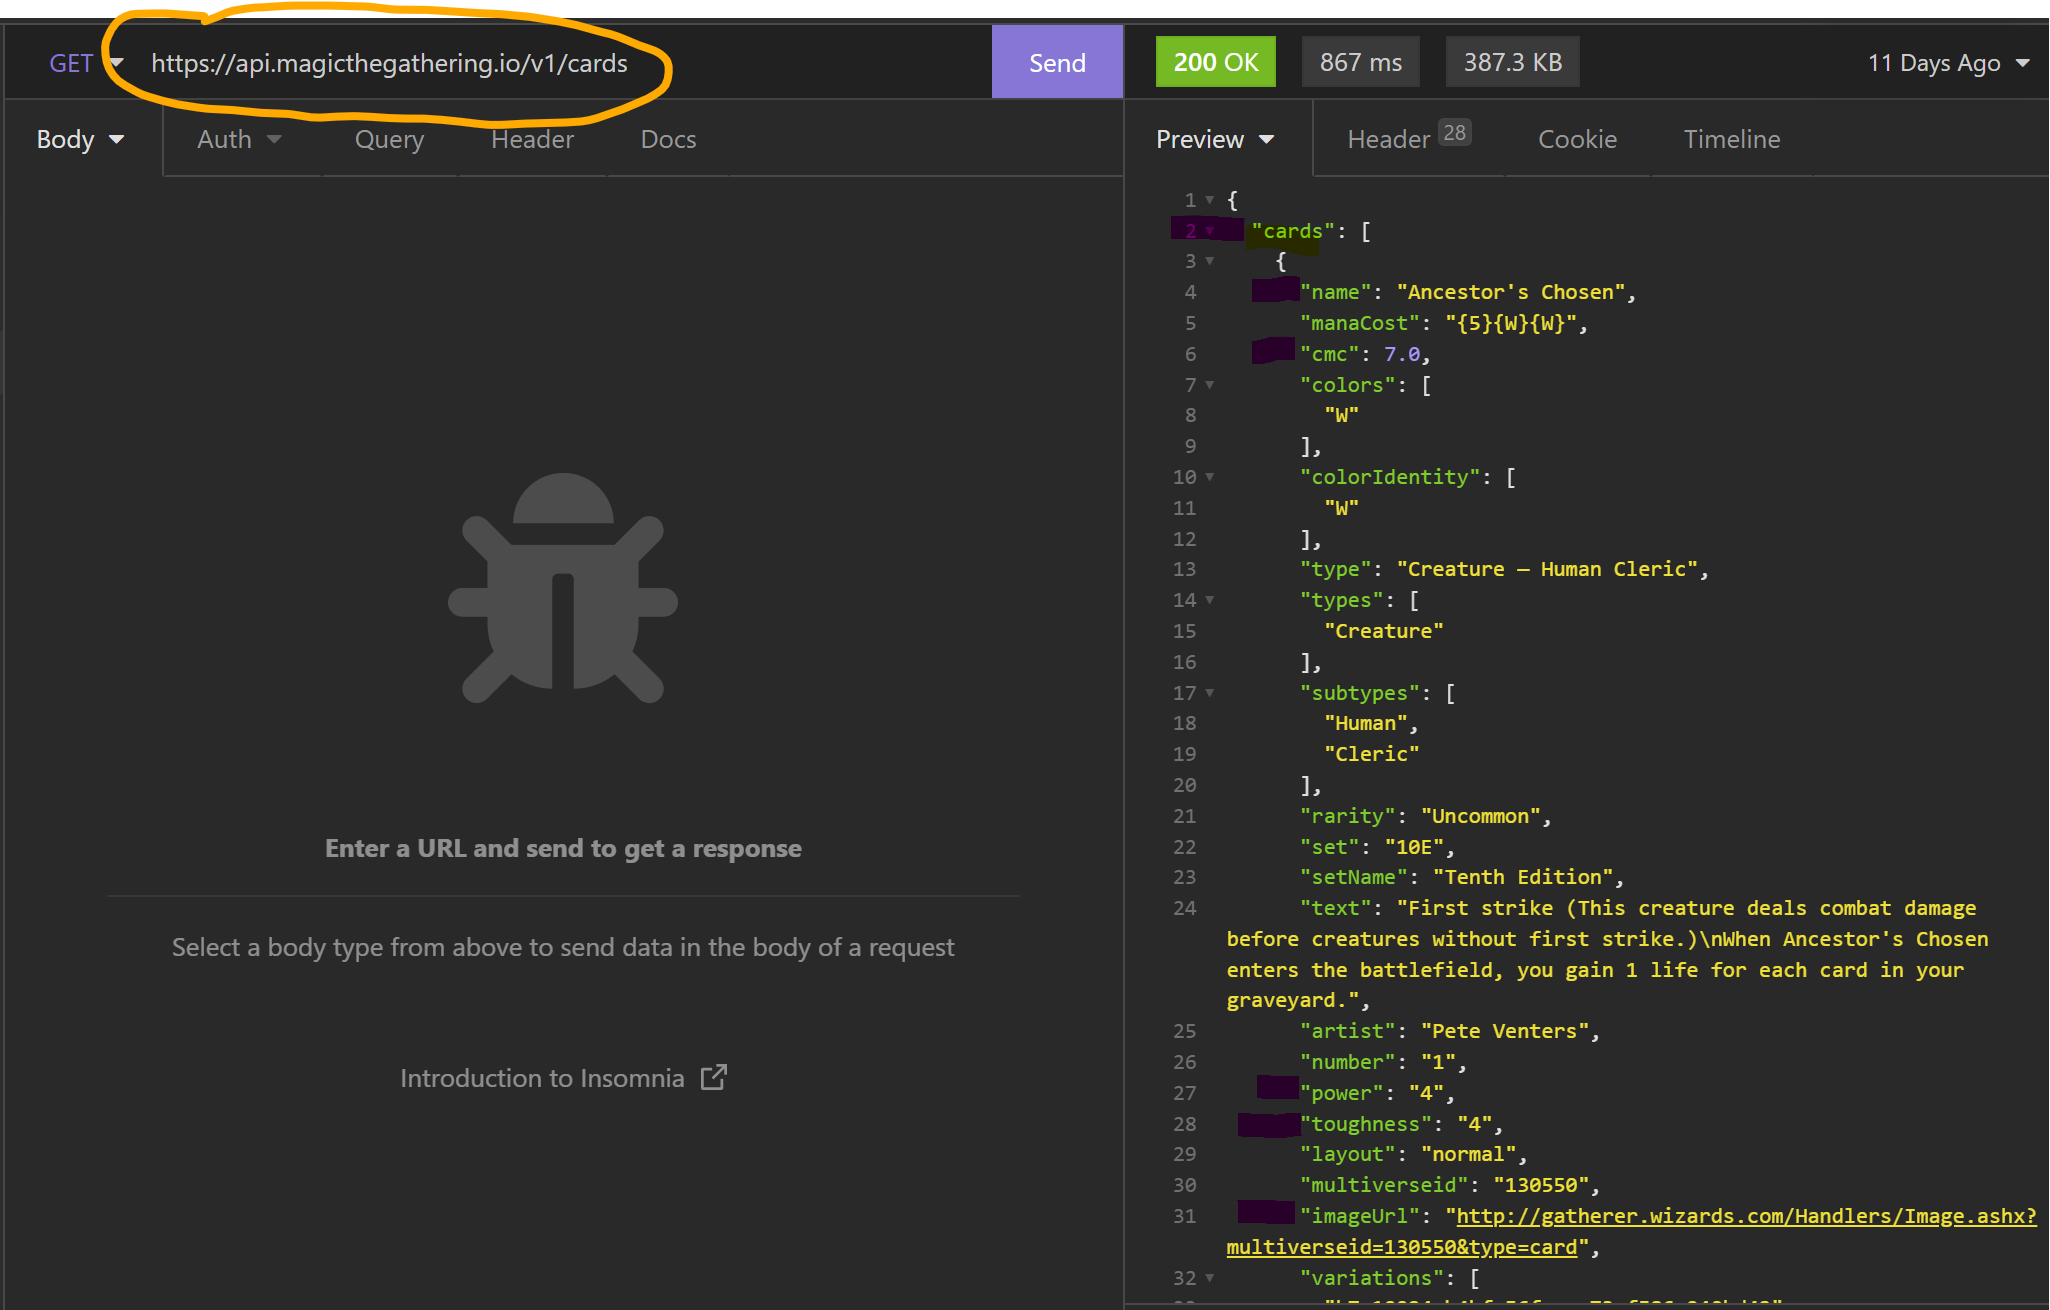 GET https://api.magicthegathering.io/v1/cards Send
200 OK 867 ms 387.3 KB 11 Days Ago
Body Auth Query Header Docs
Preview Header 28 Cookie Timeline
Enter a URL and send to get a response
Select a body type from above to send data in the body of a request
Introduction to Insomnia
1 {
2 "cards": [
3 {
4 "name": "Ancestor's Chosen",
5 "manaCost": "{5}{W}{W}",
6 "cmc": 7.0,
7 "colors": [
8 "W"
9 ],
10 "colorIdentity": [
11 "W"
12 ],
13 "type": "Creature — Human Cleric",
14 "types": [
15 "Creature"
16 ],
17 "subtypes": [
18 "Human",
19 "Cleric"
20 ],
21 "rarity": "Uncommon",
22 "set": "10E",
23 "setName": "Tenth Edition",
24 "text": "First strike (This creature deals combat damage
before creatures without first strike.)\nWhen Ancestor's Chosen
enters the battlefield, you gain 1 life for each card in your
graveyard.",
25 "artist": "Pete Venters",
26 "number": "1",
27 "power": "4",
28 "toughness": "4",
29 "layout": "normal",
30 "multiverseid": "130550",
31 "imageUrl": "http://gatherer.wizards.com/Handlers/Image.ashx?
multiverseid=130550&type=card",
32 "variations": [